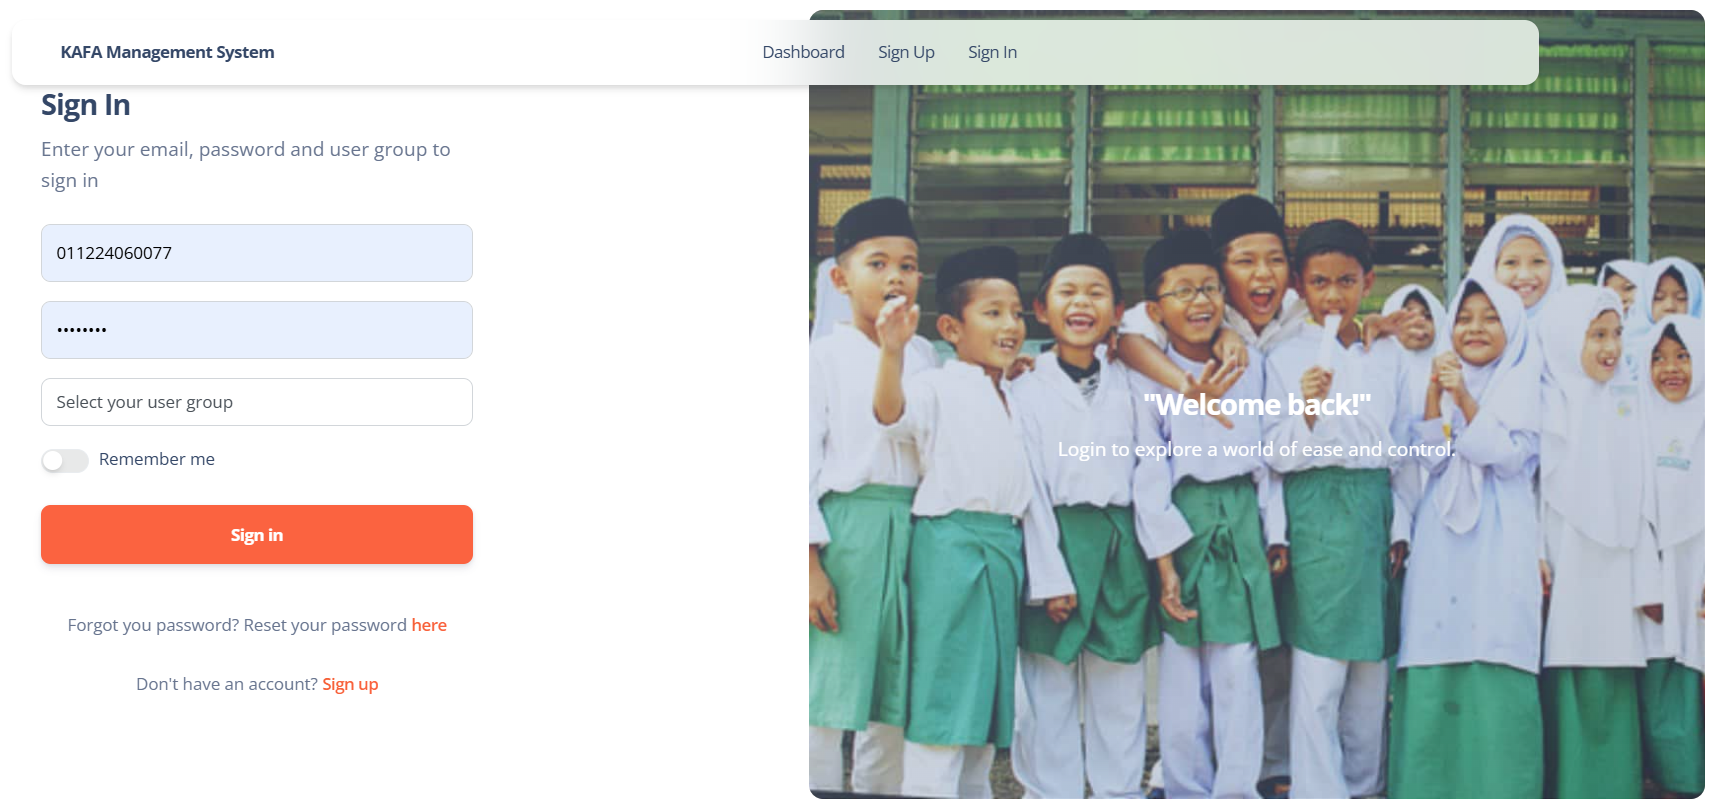 KAFA Management System
Dashboard
Sign Up
Sign In
Sign In
Enter your email, password and user group to
sign in
011224060077
••••••••
Select your user group
Remember me
Sign in
Forgot you password? Reset your password here
Don't have an account? Sign up
"Welcome back!"
Login to explore a world of ease and control.